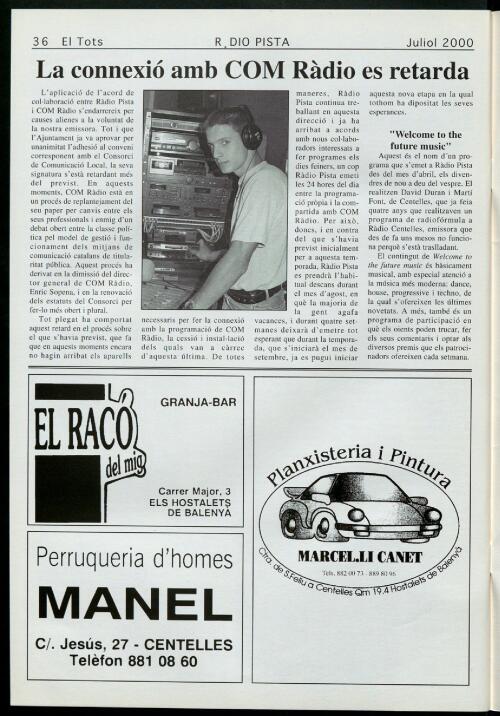 36 El Tots
R¸DIO PISTA
Juliol 2000
La connexió amb COM Ràdio es retarda
L'aplicació de l'acord de
col·laboració entre Ràdio Pista
i COM Ràdio s'endarrereix per
causes alienes a la voluntat de
la nostra emissora. Tot i que
l'Ajuntament ja va aprovar per
unanimitat l'adhesió al conveni
corresponent amb el Consorci
de Comunicació Local, la seva
signatura s'està retardant més
del previst. En aquests
moments, COM Ràdio està en
un procés de replantejament del
seu paper per canvis entre els
seus professionals i enmig d'un
debat obert entre la classe polí-
tica pel model de gestió i fun-
cionament dels mitjans de
comunicació catalans de titula-
ritat pública. Aquest procés ha
derivat en la dimissió del direc-
tor general de COM Ràdio,
Enric Sopena, i en la renovació
dels estatuts del Consorci per
fer-lo més obert i plural.
Tot plegat ha comportat
aquest retard en el procés sobre
el que s'havia previst, que fa
que en aquests moments encara
no hagin arribat els aparells
necessaris per fer la connexió
amb la programació de COM
Ràdio, la cessió i instal·lació
dels quals van a càrrec
d'aquesta última. De totes
maneres, Ràdio
Pista continua tre-
ballant en aquesta
direcció i ja ha
arribat a acords
amb nous col·labo-
radors interessats a
fer programes els
dies feiners, un cop
Ràdio Pista emeti
les 24 hores del dia
entre la programa-
ció pròpia i la com-
partida amb COM
Ràdio. Per això,
doncs, i en contra
del que s'havia
previst inicialment
per a aquesta tem-
porada, Ràdio Pista
es prendrà l'habi-
tual descans durant
el mes d'agost, en
què la majoria de
la gent agafa
vacances, i durant quatre set-
manes deixarà d'emetre tot
esperant que durant la tempora-
da, que s'iniciarà el mes de
setembre, ja es pugui iniciar
aquesta nova etapa en la qual
tothom ha dipositat les seves
esperances.
"Welcome to the
future music"
Aquest és el nom d'un pro-
grama que s'emet a Ràdio Pista
des del mes d'abril, els diven-
dres de nou a deu del vespre. El
realitzen David Duran i Martí
Font, de Centelles, que ja feia
quatre anys que realitzaven un
programa de radiofórmula a
Ràdio Centelles, emissora que
des de fa uns mesos no funcio-
na perquè s'està traslladant.
El contingut de Welcome to
the future music és bàsicament
musical, amb especial atenció a
la música més moderna: dance,
house, progressive i techno, de
la qual s'ofereixen les últimes
novetats. A més, també és un
programa de participació en
què els oients poden trucar, fer
els seus comentaris i optar als
diversos premis que els patroci-
nadors ofereixen cada setmana.
GRANJA-BAR
EL RACÓ
del mig
Carrer Major, 3
ELS HOSTALETS
DE BALENYÀ
Perruqueria d'homes
MANEL
C/. Jesús, 27 - CENTELLES
Telèfon 881 08 60
Planxisteria i Pintura
MARCEL.LI CANET
Tels. 882 00 73 - 889 80 96
Ctra. de S.Feliu a Centelles Qm 19.4 Hostalets de Balenyà